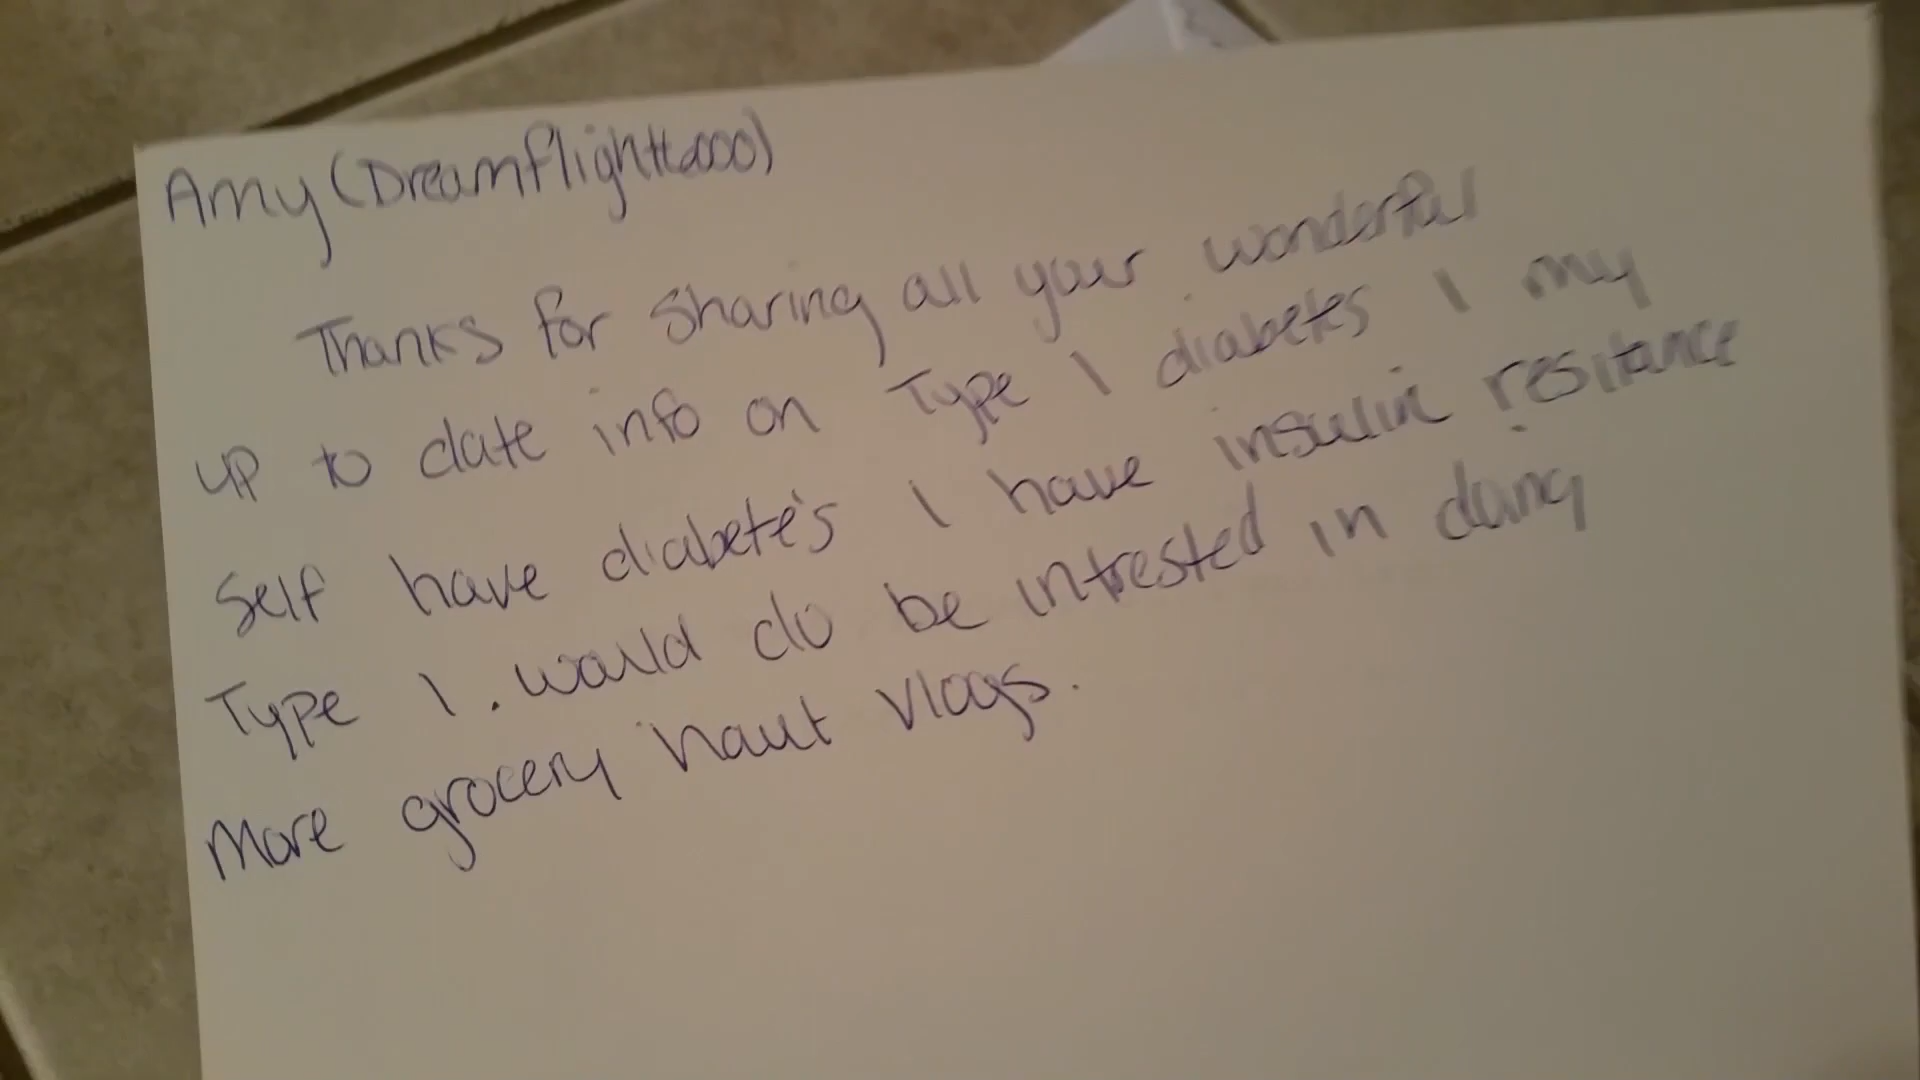 Amy (Dreamflight2000)
Thanks for sharing all your wonderful
up to date info on Type 1 diabetes I my
self have diabete's I have insulin resitance
Type 1. would do be intrested in doing
More grocery haul vlogs.